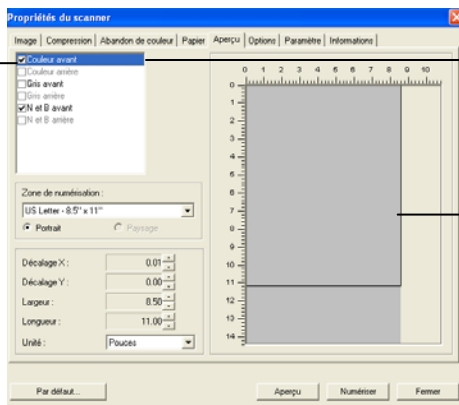 Propriétés du scanner
Image Compression Abandon de couleur Papier Aperçu Options Paramètre Informations
Couleur avant
Couleur arrière
Gris avant
Gris arrière
N et B avant
N et B arrière
Zone de numérisation :
US Letter - 8.5" x 11"
Portrait Paysage
Décalage X : 0.01
Décalage Y : 0.00
Largeur : 8.50
Longueur : 11.00
Unité : Pouces
0 1 2 3 4 5 6 7 8 9 10
0
1
2
3
4
5
6
7
8
9
10
11
12
13
14
Par défaut... Aperçu Numériser Fermer